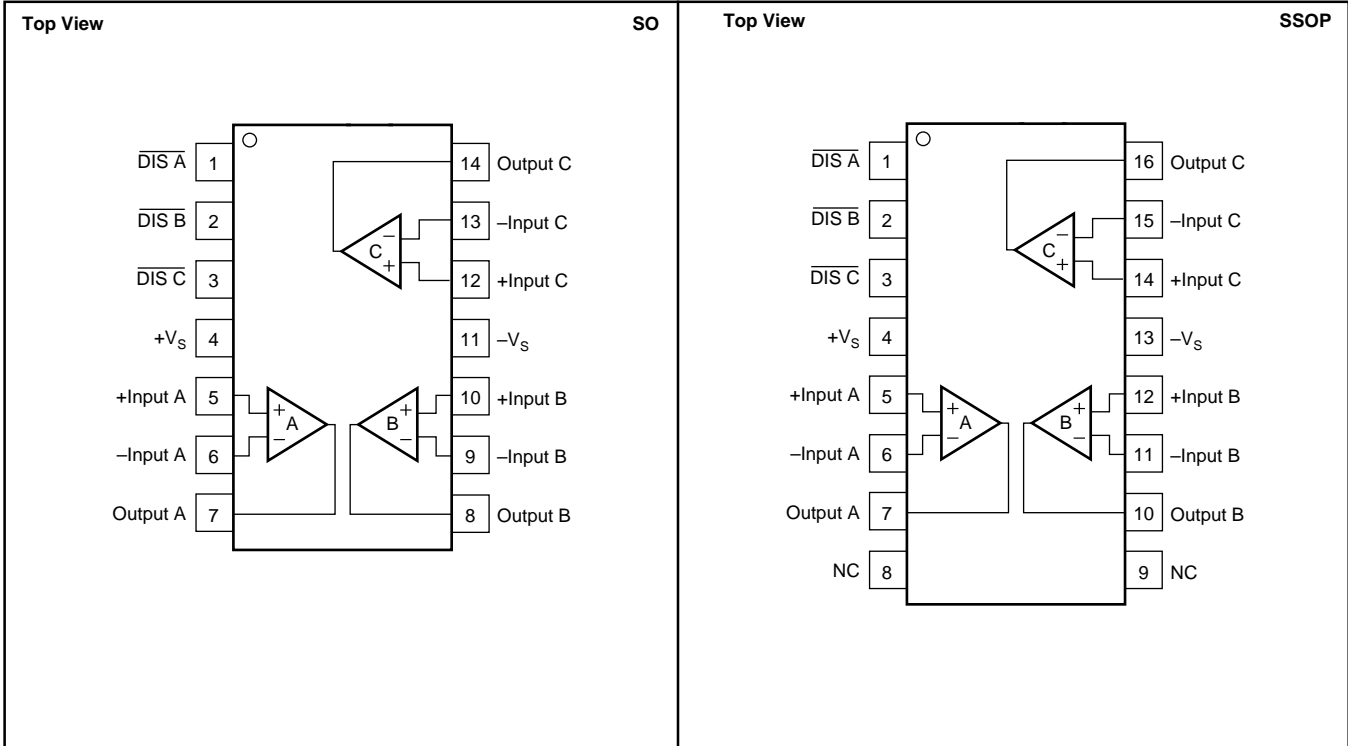 Top View SO
DIS A 1 14 Output C
DIS B 2 13 –Input C
DIS C 3 12 +Input C
+VS 4 11 –VS
+Input A 5 10 +Input B
–Input A 6 9 –Input B
Output A 7 8 Output B
C – +
A + –
B + –
Top View SSOP
DIS A 1 16 Output C
DIS B 2 15 –Input C
DIS C 3 14 +Input C
+VS 4 13 –VS
+Input A 5 12 +Input B
–Input A 6 11 –Input B
Output A 7 10 Output B
NC 8 9 NC
C – +
A + –
B + –